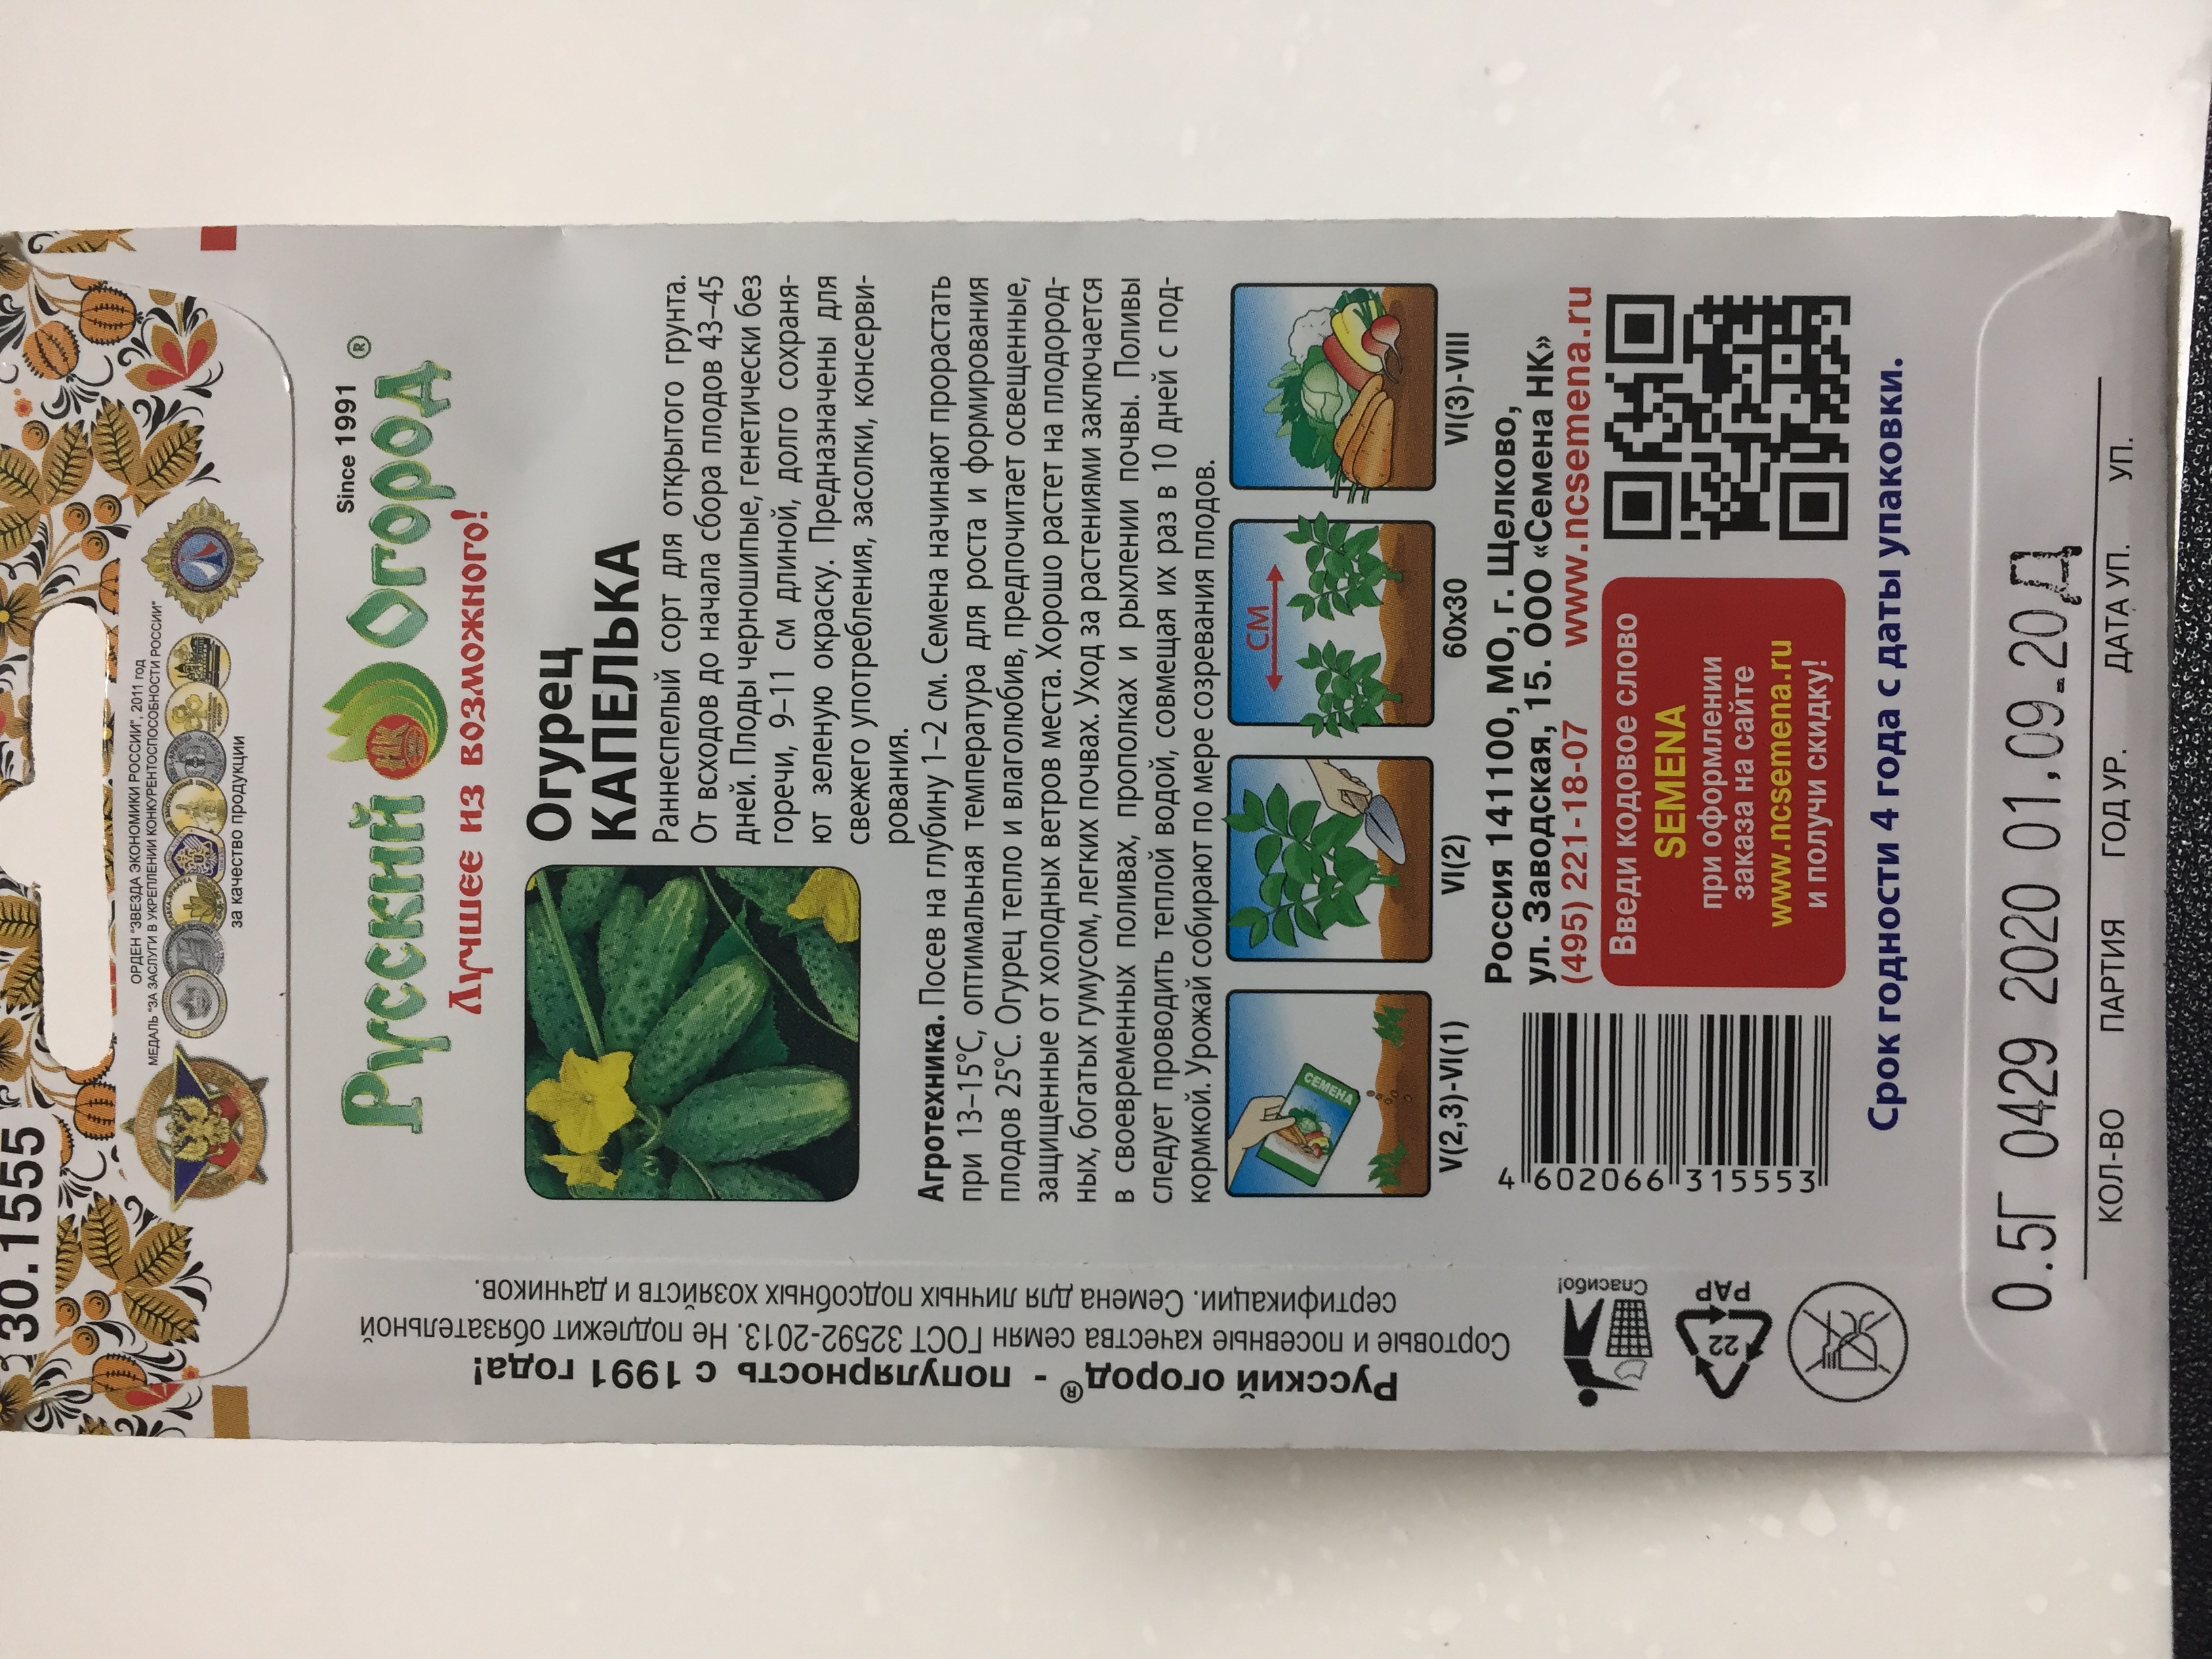 30.1555
ОРДЕН "ЗВЕЗДА ЭКОНОМИКИ РОССИИ", 2011 год
МЕДАЛЬ "ЗА ЗАСЛУГИ В УКРЕПЛЕНИИ КОНКУРЕНТОСПОСОБНОСТИ РОССИИ"
за качество продукции
Since 1991
Русский НК Огород ®
Лучшее из возможного!
Огурец
КАПЕЛЬКА
Раннеспелый сорт для открытого грунта.
От всходов до начала сбора плодов 43–45
дней. Плоды черношипые, генетически без
горечи, 9–11 см длиной, долго сохраня-
ют зеленую окраску. Предназначены для
свежего употребления, засолки, консерви-
рования.
Агротехника. Посев на глубину 1–2 см. Семена начинают прорастать
при 13–15°С, оптимальная температура для роста и формирования
плодов 25°С. Огурец тепло и влаголюбив, предпочитает освещенные,
защищенные от холодных ветров места. Хорошо растет на плодород-
ных, богатых гумусом, легких почвах. Уход за растениями заключается
в своевременных поливах, прополках и рыхлении почвы. Поливы
следует проводить теплой водой, совмещая их раз в 10 дней с под-
кормкой. Урожай собирают по мере созревания плодов.
СЕМЕНА
СМ
V(2,3)-VI(1) VI(2) 60x30 VI(3)-VIII
Россия 141100, МО, г. Щелково,
ул. Заводская, 15. ООО «Семена НК»
(495) 221-18-07 www.ncsemena.ru
4 602066 315553
Введи кодовое слово
SEMENA
при оформлении
заказа на сайте
www.ncsemena.ru
и получи скидку!
Срок годности 4 года с даты упаковки.
0.5Г 0429 2020 01.09.20Д
КОЛ-ВО ПАРТИЯ ГОД УР. ДАТА УП. УП.
Русский огород® - популярность с 1991 года!
Сортовые и посевные качества семян ГОСТ 32592-2013. Не подлежит обязательной
сертификации. Семена для личных подсобных хозяйств и дачников.
Спасибо!
22
PAP